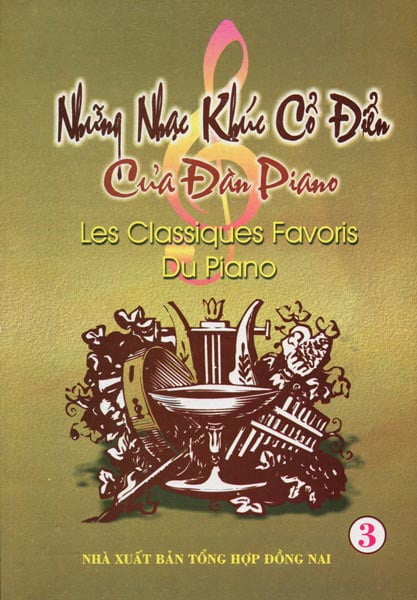 Những Nhạc Khúc Cổ Điển
Của Đàn Piano
Les Classiques Favoris
Du Piano
3
NHÀ XUẤT BẢN TỔNG HỢP ĐỒNG NAI